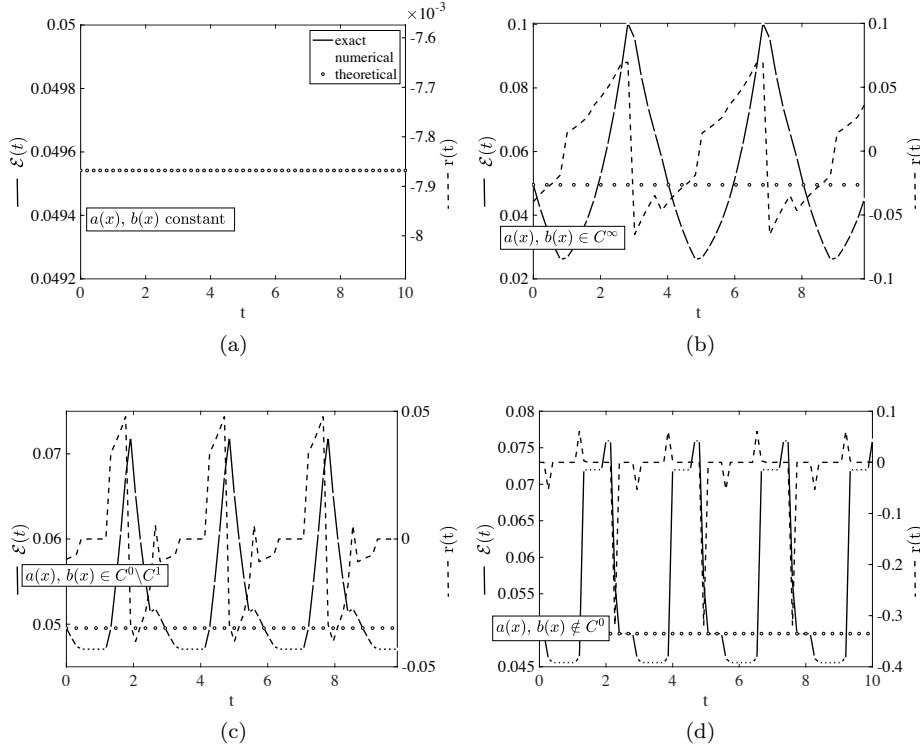 ×10⁻³
0.05
0.0498
0.0496
0.0494
0.0492
— ℰ(t)
-7.6
-7.7
-7.8
-7.9
-8
--- r(t)
exact
numerical
theoretical
a(x), b(x) constant
0 2 4 6 8 10
t
(a)
0.1
0.08
0.06
0.04
0.02
— ℰ(t)
0.1
0.05
0
-0.05
-0.1
--- r(t)
a(x), b(x) ∈ C^∞
0 2 4 6 8
t
(b)
0.07
0.06
0.05
— ℰ(t)
0.05
0
-0.05
--- r(t)
a(x), b(x) ∈ C⁰\C¹
0 2 4 6 8
t
(c)
0.08
0.075
0.07
0.065
0.06
0.055
0.05
0.045
— ℰ(t)
0.1
0
-0.1
-0.2
-0.3
-0.4
--- r(t)
a(x), b(x) ∉ C⁰
0 2 4 6 8 10
t
(d)